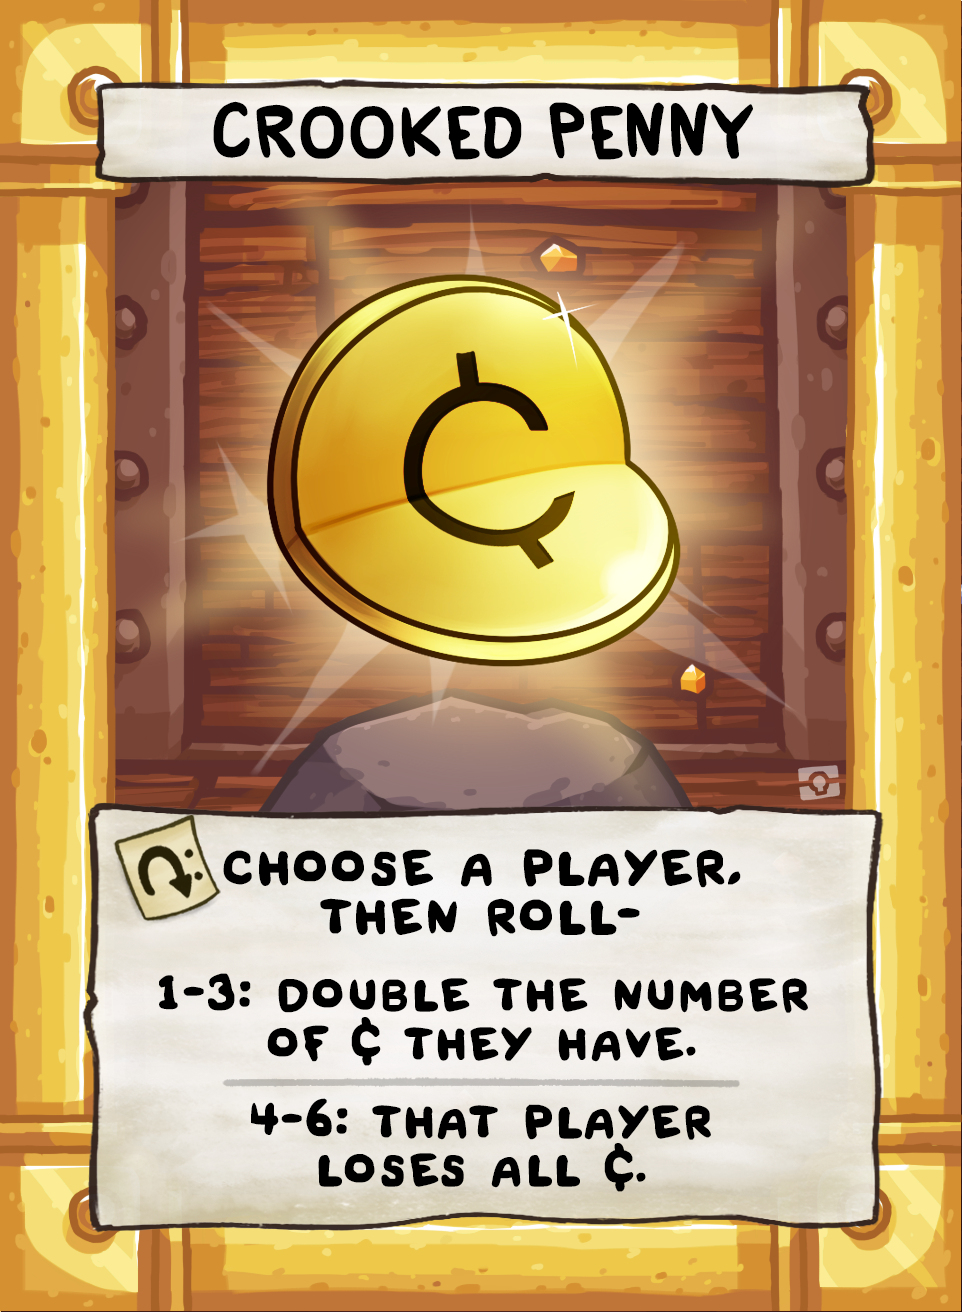 CROOKED PENNY
¢
CHOOSE A PLAYER,
THEN ROLL-
1-3: DOUBLE THE NUMBER
OF ¢ THEY HAVE.
4-6: THAT PLAYER
LOSES ALL ¢.